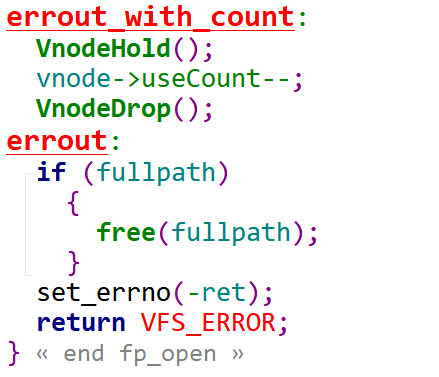 errout_with_count:
VnodeHold();
vnode->useCount--;
VnodeDrop();
errout:
if (fullpath)
{
free(fullpath);
}
set_errno(-ret);
return VFS_ERROR;
} « end fp_open »